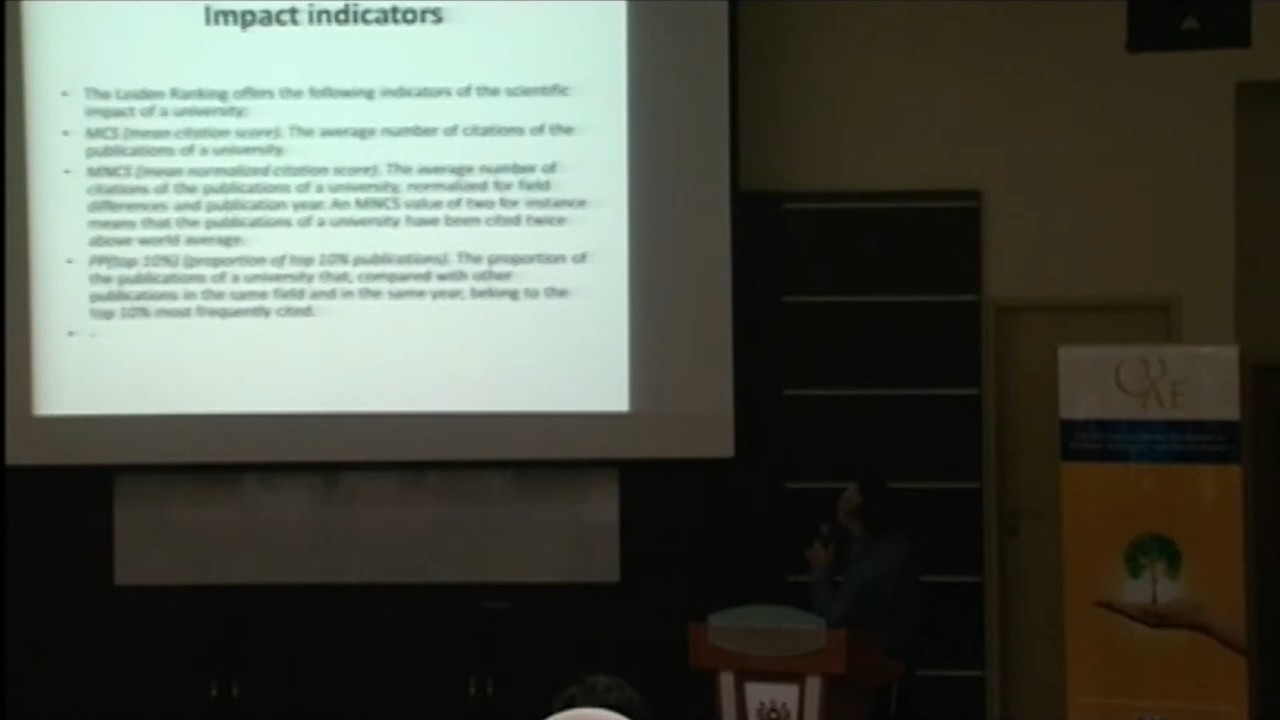 Impact indicators
• The Leiden Ranking offers the following indicators of the scientific
impact of a university:
• MCS (mean citation score). The average number of citations of the
publications of a university.
• MNCS (mean normalized citation score). The average number of
citations of the publications of a university, normalized for field
differences and publication year. An MNCS value of two for instance
means that the publications of a university have been cited twice
above world average.
• PP(top 10%) (proportion of top 10% publications). The proportion of
the publications of a university that, compared with other
publications in the same field and in the same year, belong to the
top 10% most frequently cited.
• .